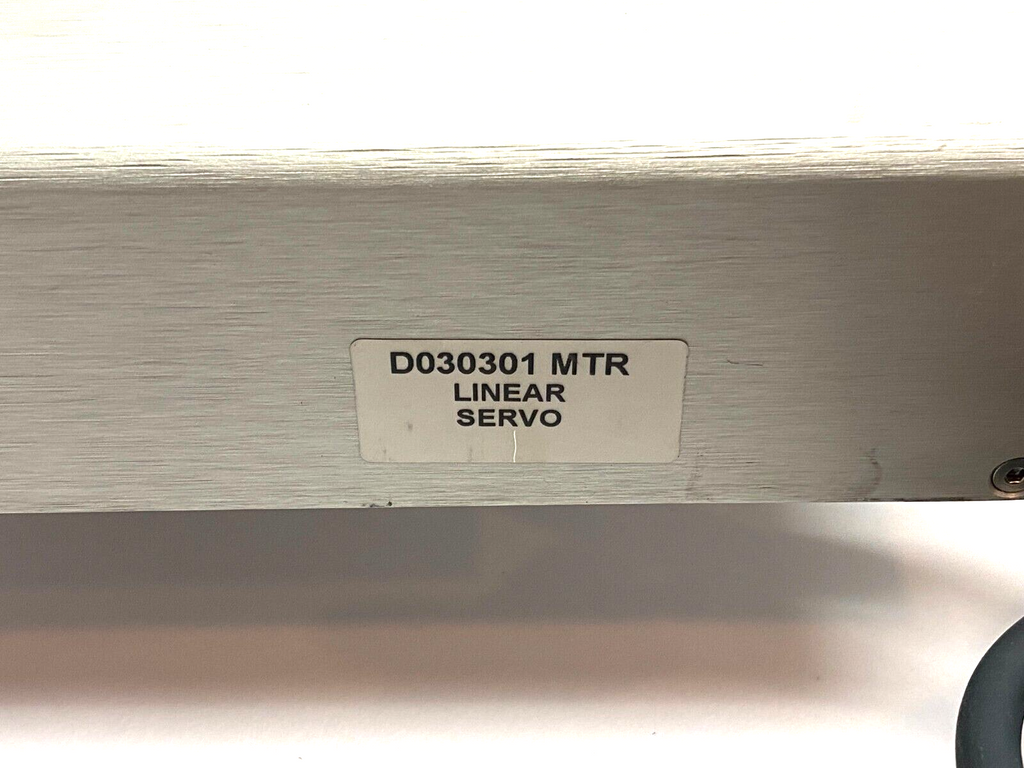 D030301 MTR
LINEAR
SERVO